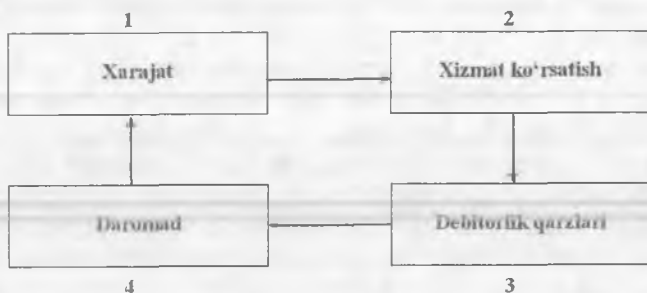 1
2
Xarajat
Xizmat ko‘rsatish
Daromad
Debitorlik qarzlari
4
3